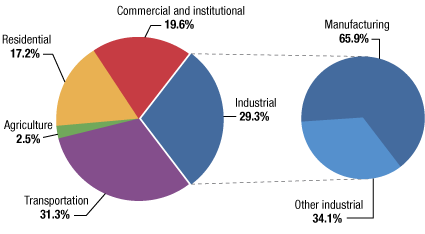 Commercial and institutional
19.6%
Residential
17.2%
Agriculture
2.5%
Transportation
31.3%
Industrial
29.3%
Manufacturing
65.9%
Other industrial
34.1%